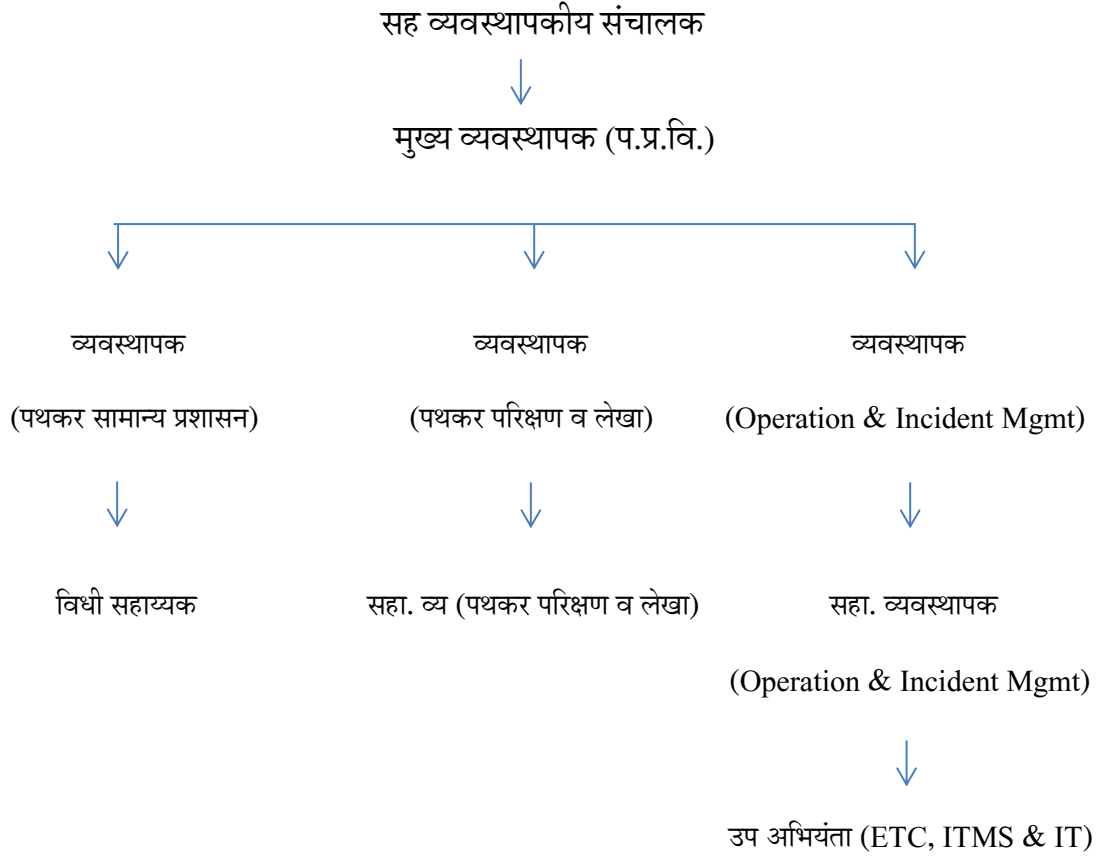 सह व्यवस्थापकीय संचालक
मुख्य व्यवस्थापक (प.प्र.वि.)
व्यवस्थापक
व्यवस्थापक
व्यवस्थापक
(पथकर सामान्य प्रशासन)
(पथकर परिक्षण व लेखा)
(Operation & Incident Mgmt)
विधी सहाय्यक
सहा. व्य (पथकर परिक्षण व लेखा)
सहा. व्यवस्थापक
(Operation & Incident Mgmt)
उप अभियंता (ETC, ITMS & IT)